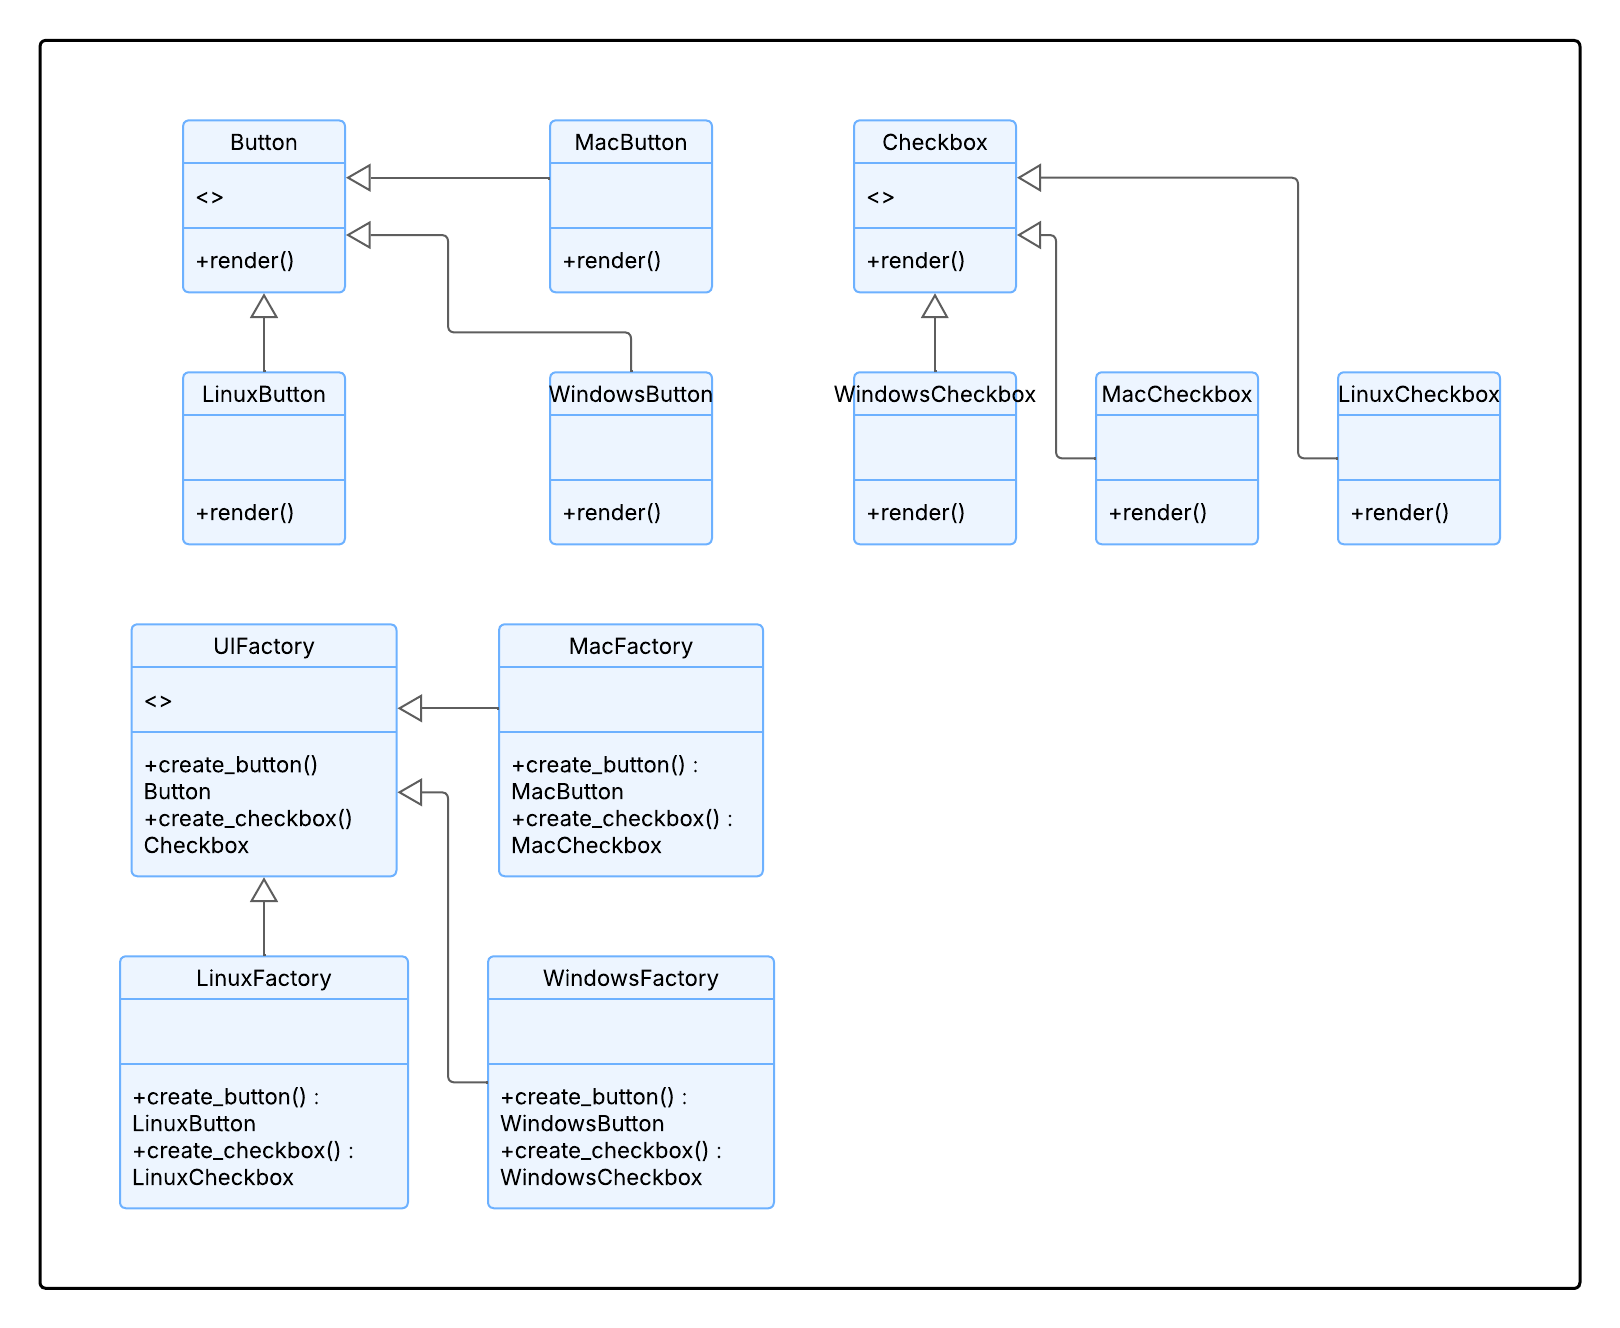 Button
<>
+render()
MacButton
+render()
Checkbox
<>
+render()
LinuxButton
+render()
WindowsButton
+render()
WindowsCheckbox
+render()
MacCheckbox
+render()
LinuxCheckbox
+render()
UIFactory
<>
+create_button()
Button
+create_checkbox()
Checkbox
MacFactory
+create_button() :
MacButton
+create_checkbox() :
MacCheckbox
LinuxFactory
+create_button() :
LinuxButton
+create_checkbox() :
LinuxCheckbox
WindowsFactory
+create_button() :
WindowsButton
+create_checkbox() :
WindowsCheckbox